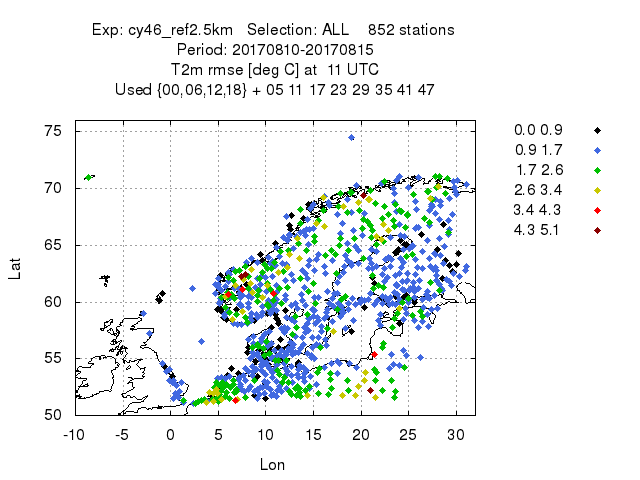 Exp: cy46_ref2.5km   Selection: ALL    852 stations
Period: 20170810-20170815
T2m rmse [deg C] at  11 UTC
Used {00,06,12,18} + 05 11 17 23 29 35 41 47
0.0 0.9
0.9 1.7
1.7 2.6
2.6 3.4
3.4 4.3
4.3 5.1
75
70
65
60
55
50
Lat
-10 -5 0 5 10 15 20 25 30
Lon